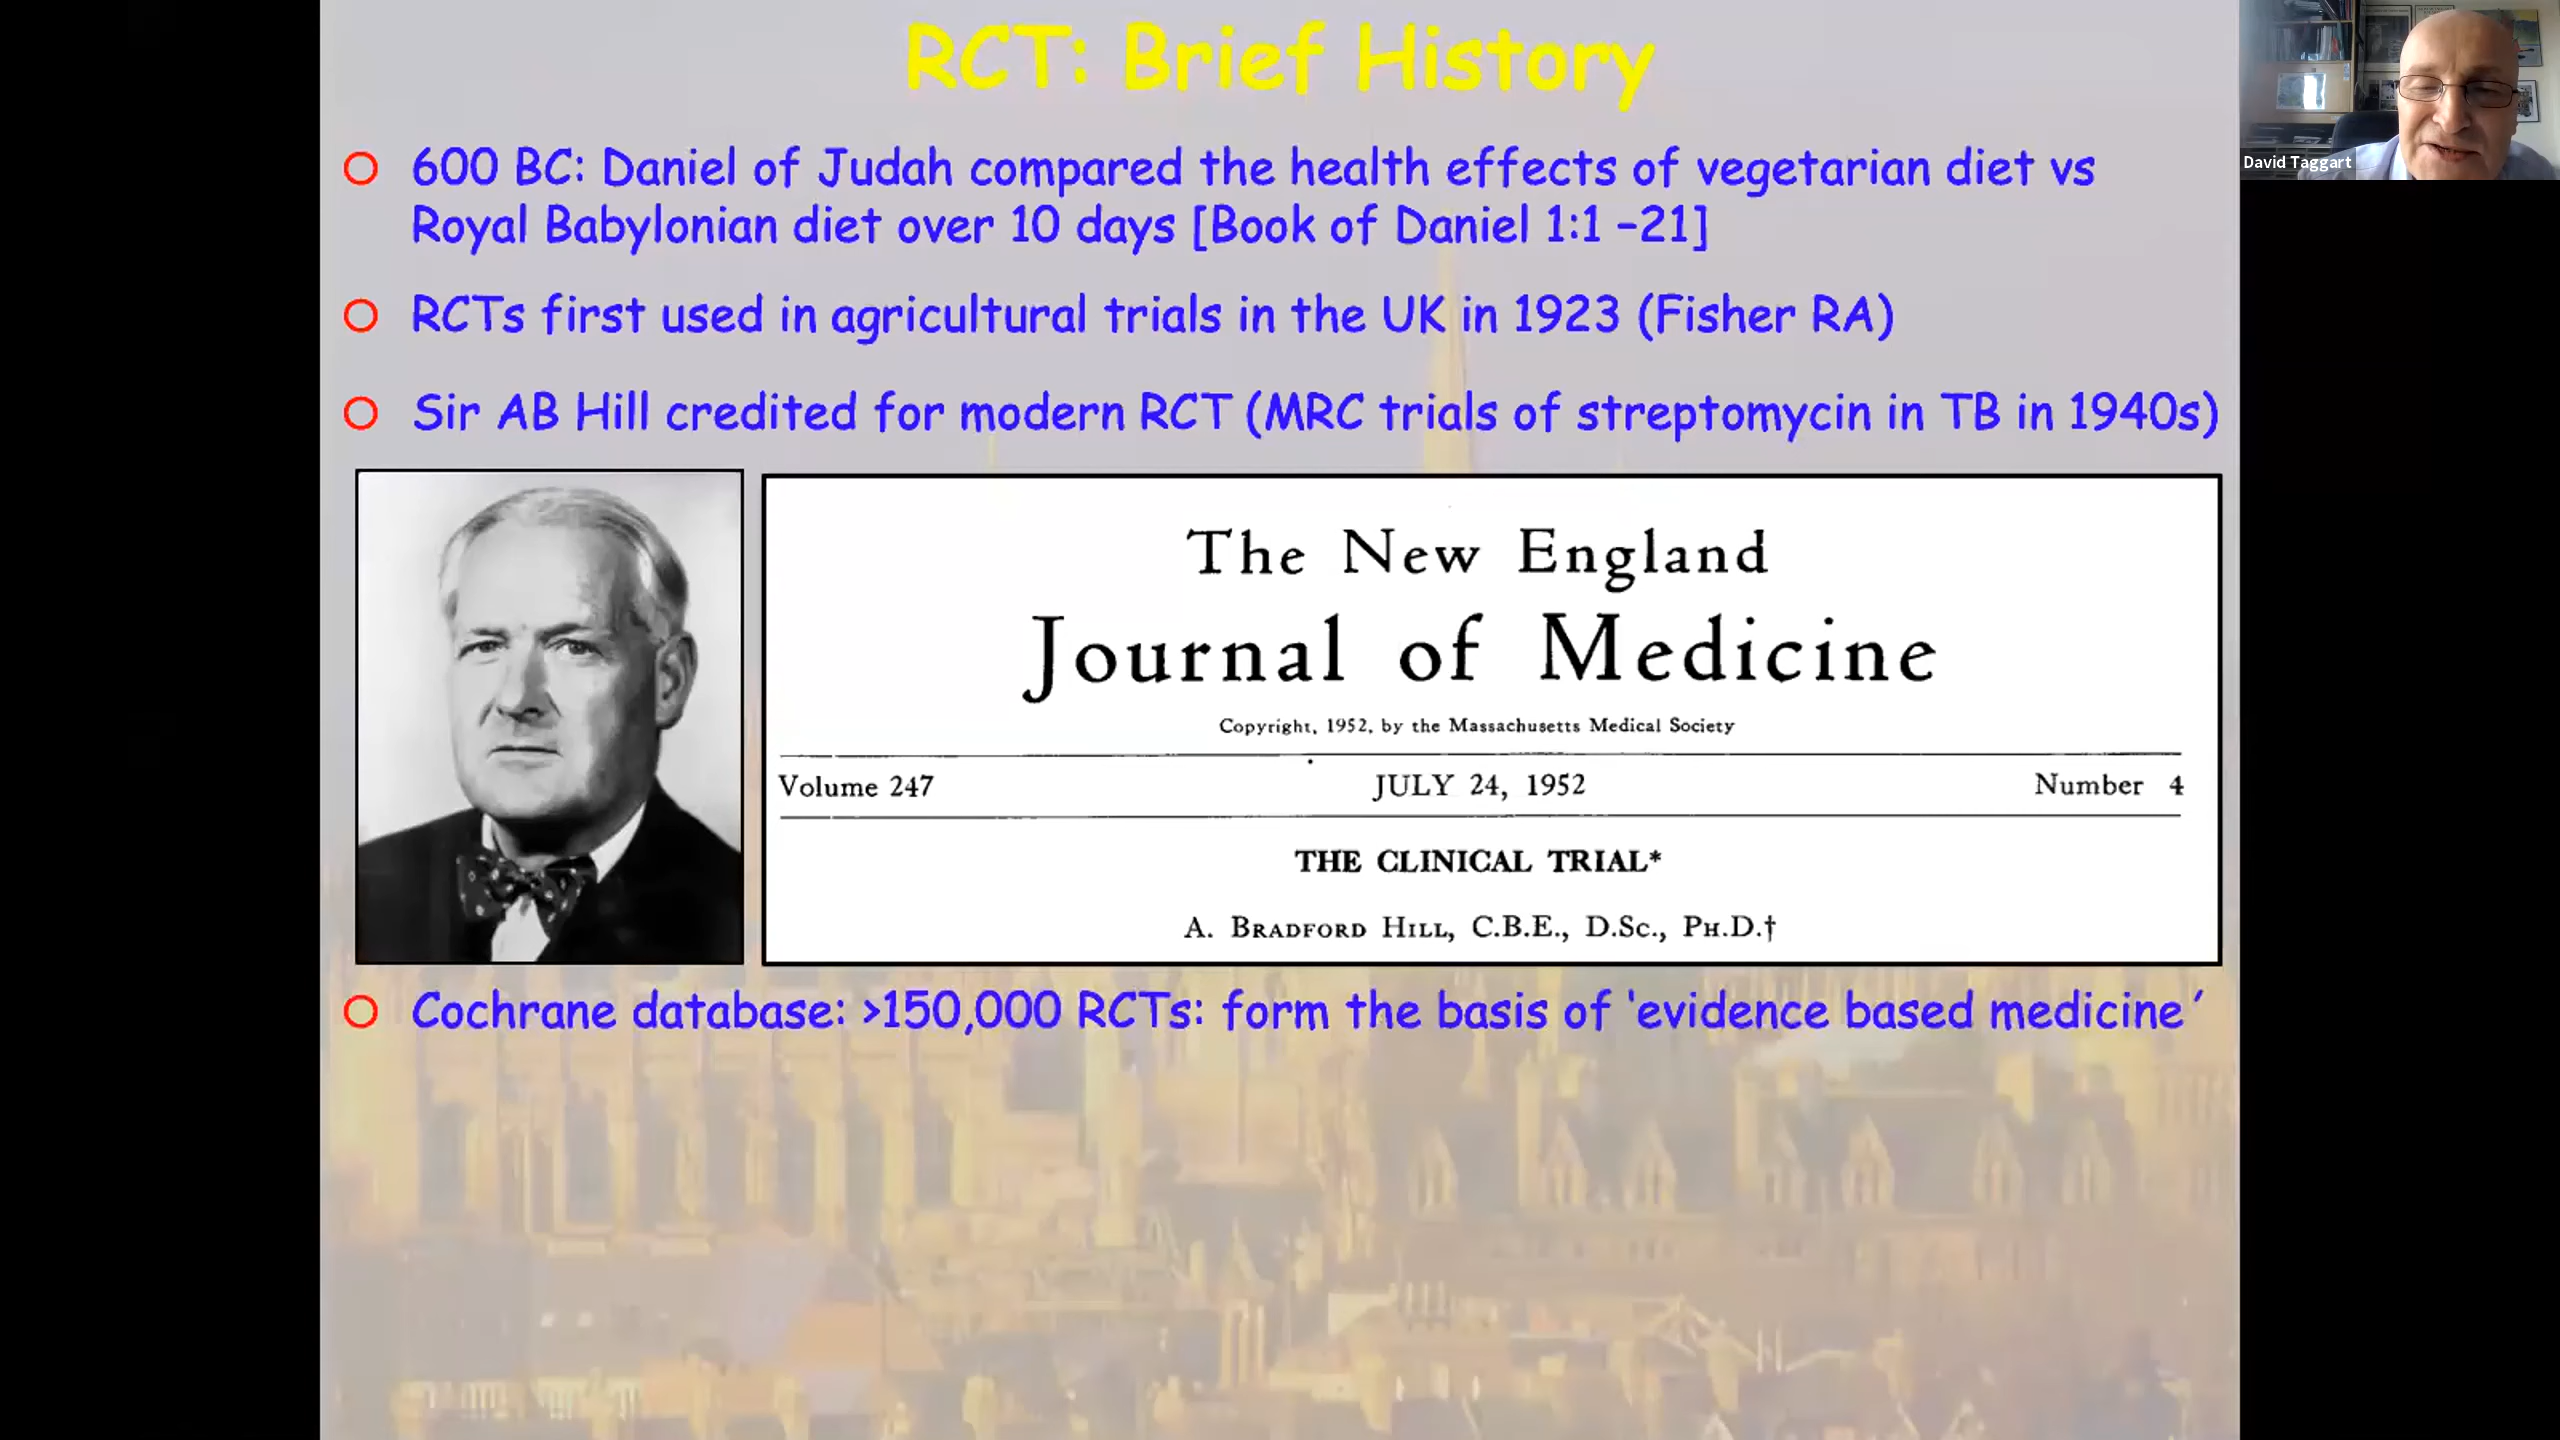 RCT: Brief History
David Taggart
600 BC: Daniel of Judah compared the health effects of vegetarian diet vs
Royal Babylonian diet over 10 days [Book of Daniel 1:1 –21]
RCTs first used in agricultural trials in the UK in 1923 (Fisher RA)
Sir AB Hill credited for modern RCT (MRC trials of streptomycin in TB in 1940s)
The New England
Journal of Medicine
Copyright, 1952, by the Massachusetts Medical Society
Volume 247 JULY 24, 1952 Number 4
THE CLINICAL TRIAL*
A. BRADFORD HILL, C.B.E., D.Sc., PH.D.†
Cochrane database: >150,000 RCTs: form the basis of ‘evidence based medicine’